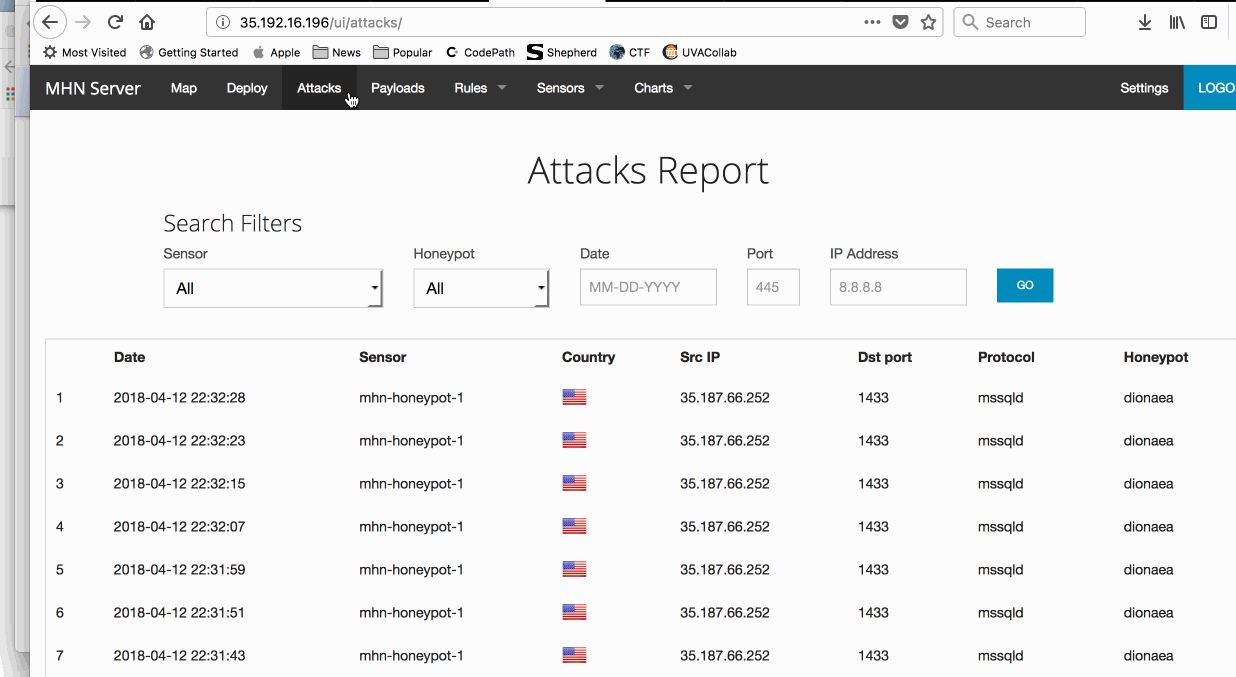 35.192.16.196/ui/attacks/
Search
Most Visited Getting Started Apple News Popular CodePath Shepherd CTF UVACollab
MHN Server Map Deploy Attacks Payloads Rules Sensors Charts Settings LOGO
Attacks Report
Search Filters
Sensor Honeypot Date Port IP Address
All All MM-DD-YYYY 445 8.8.8.8 GO
Date Sensor Country Src IP Dst port Protocol Honeypot
1 2018-04-12 22:32:28 mhn-honeypot-1 35.187.66.252 1433 mssqld dionaea
2 2018-04-12 22:32:23 mhn-honeypot-1 35.187.66.252 1433 mssqld dionaea
3 2018-04-12 22:32:15 mhn-honeypot-1 35.187.66.252 1433 mssqld dionaea
4 2018-04-12 22:32:07 mhn-honeypot-1 35.187.66.252 1433 mssqld dionaea
5 2018-04-12 22:31:59 mhn-honeypot-1 35.187.66.252 1433 mssqld dionaea
6 2018-04-12 22:31:51 mhn-honeypot-1 35.187.66.252 1433 mssqld dionaea
7 2018-04-12 22:31:43 mhn-honeypot-1 35.187.66.252 1433 mssqld dionaea